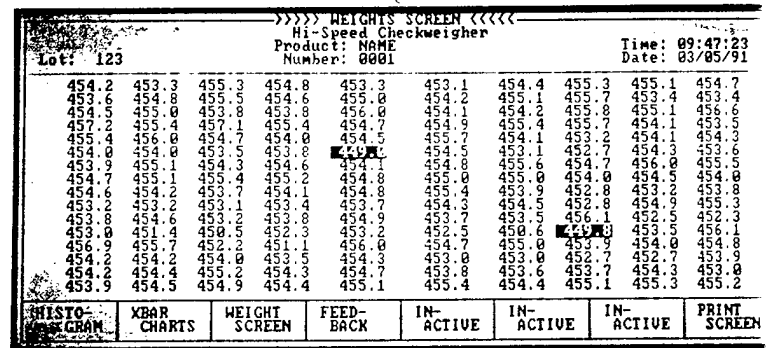 >>>>> WEIGHTS SCREEN <<<<<
Hi-Speed Checkweigher
Product: NAME Time: 09:47:23
Lot: 123 Number: 0001 Date: 03/05/91
454.2 453.3 455.3 454.8 453.3 453.1 454.4 455.3 455.1 454.7
453.6 454.8 455.5 454.6 455.0 454.2 455.1 455.7 453.4 453.4
454.5 455.0 453.8 453.8 456.0 454.1 454.2 455.8 455.1 456.6
457.2 455.4 457.1 455.4 454.7 454.9 455.4 455.7 454.1 453.5
455.4 456.0 454.7 454.0 454.5 455.7 454.1 453.2 454.1 454.3
454.0 454.0 453.5 453.8 454.5 453.1 452.7 454.3 453.6
453.9 455.1 454.3 454.6 454.1 454.8 455.6 454.7 456.0 455.5
454.7 455.1 455.4 455.2 454.8 455.0 455.0 454.0 454.5 454.0
454.6 454.2 453.7 454.1 454.8 455.4 453.9 452.8 453.2 453.8
453.2 453.2 453.1 453.4 453.7 454.3 454.5 452.8 454.9 455.3
453.8 454.6 453.2 453.8 454.9 453.7 453.5 456.1 452.5 452.3
453.0 451.4 450.5 452.3 453.2 452.5 450.6 449.8 453.5 456.1
456.9 455.7 452.2 451.1 456.0 454.7 455.0 453.9 454.0 454.8
454.2 454.2 454.0 453.5 454.3 453.0 453.0 452.7 452.7 453.9
454.2 454.4 455.2 454.3 454.7 453.8 453.6 453.7 454.3 453.0
453.9 454.5 454.9 454.4 455.1 455.4 454.4 455.1 455.3 455.2
HISTO- XBAR WEIGHT FEED- IN- IN- IN- PRINT
GRAM CHARTS SCREEN BACK ACTIVE ACTIVE ACTIVE SCREEN